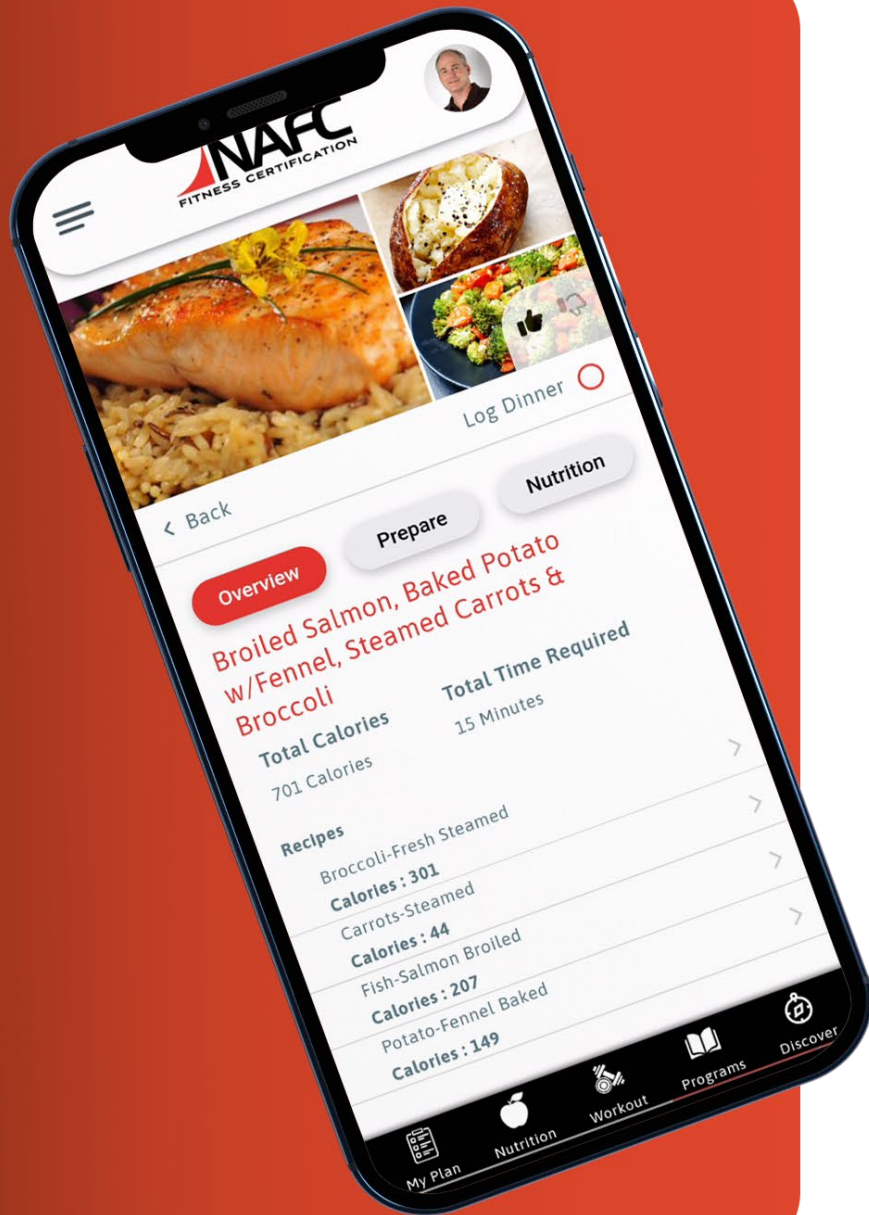 NAFC
FITNESS CERTIFICATION
Log Dinner
Back
Overview
Prepare
Nutrition
Broiled Salmon, Baked Potato
w/Fennel, Steamed Carrots &
Broccoli
Total Calories
701 Calories
Total Time Required
15 Minutes
Recipes
Broccoli-Fresh Steamed
Calories : 301
Carrots-Steamed
Calories : 44
Fish-Salmon Broiled
Calories : 207
Potato-Fennel Baked
Calories : 149
My Plan
Nutrition
Workout
Programs
Discover